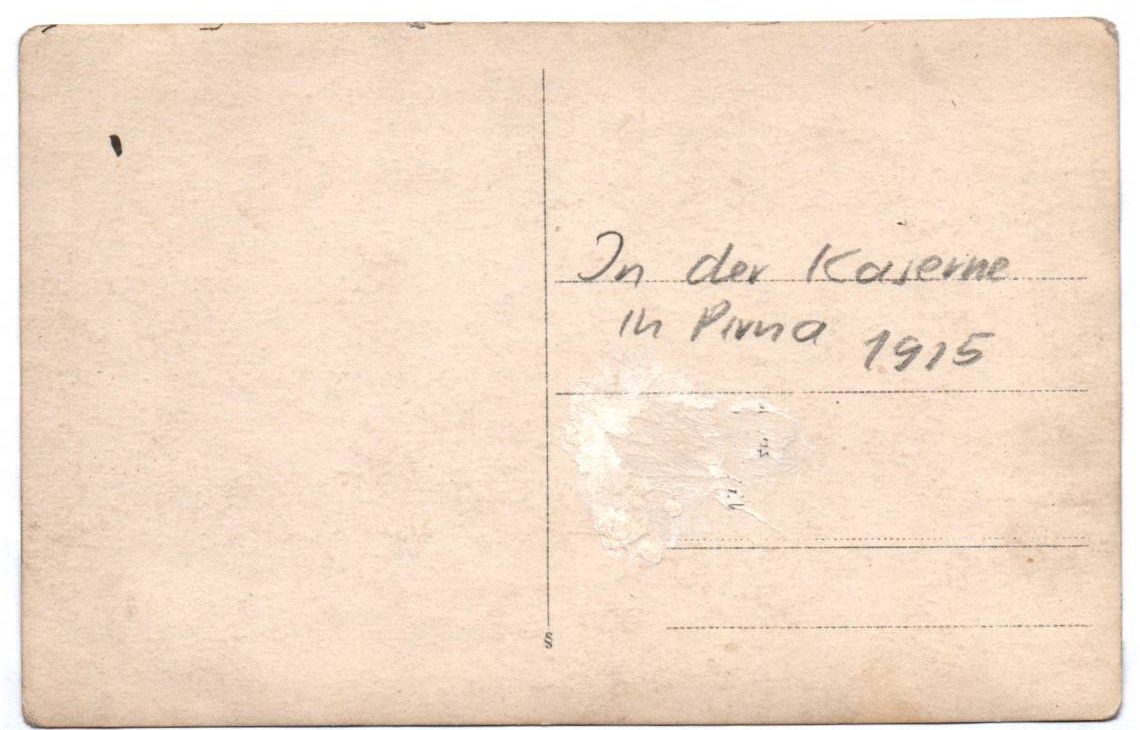 In der Kaserne
in Pirna 1915
§